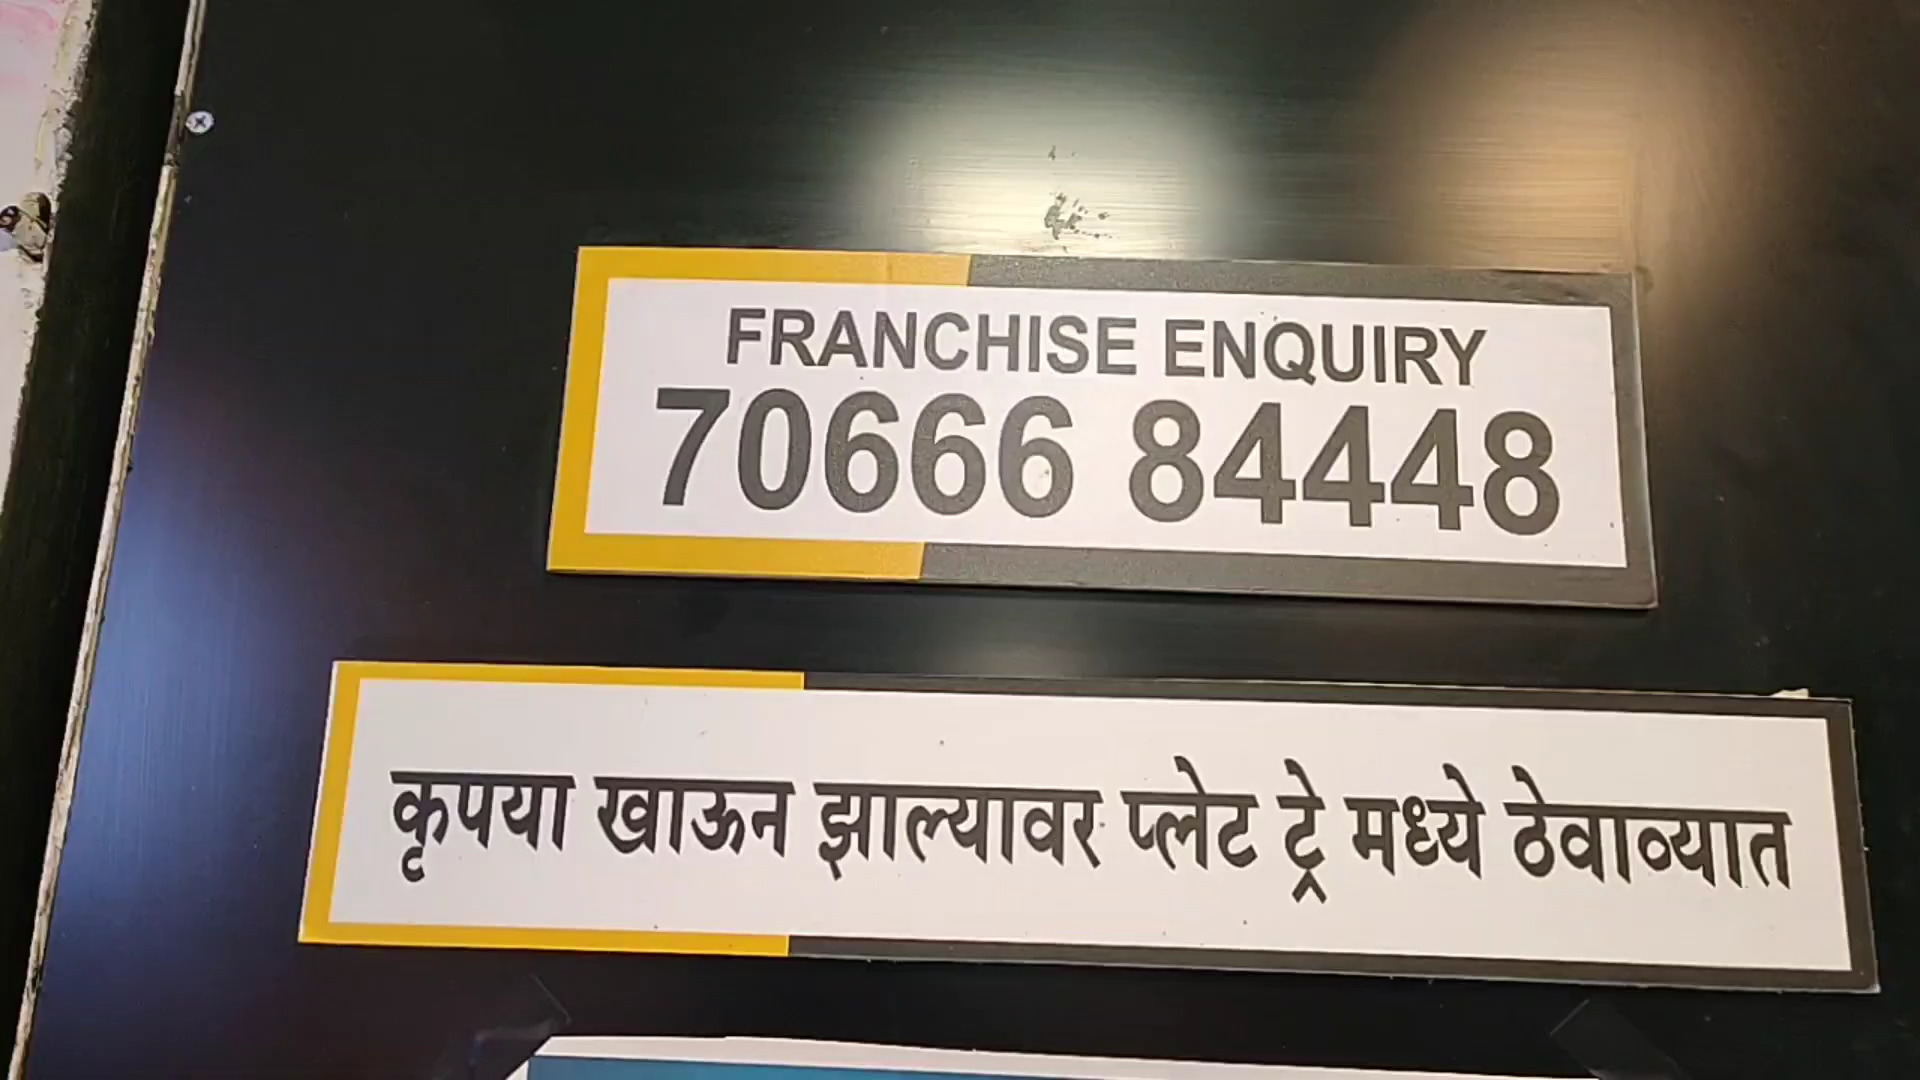 FRANCHISE ENQUIRY
70666 84448
कृपया खाऊन झाल्यावर प्लेट ट्रे मध्ये ठेवाव्यात